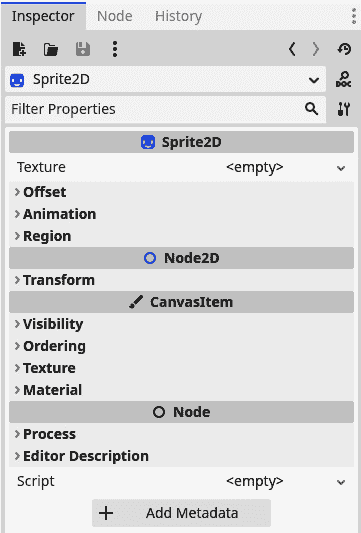 Inspector Node History
Sprite2D DOC
Filter Properties
Sprite2D
Texture <empty>
Offset
Animation
Region
Node2D
Transform
CanvasItem
Visibility
Ordering
Texture
Material
Node
Process
Editor Description
Script <empty>
Add Metadata